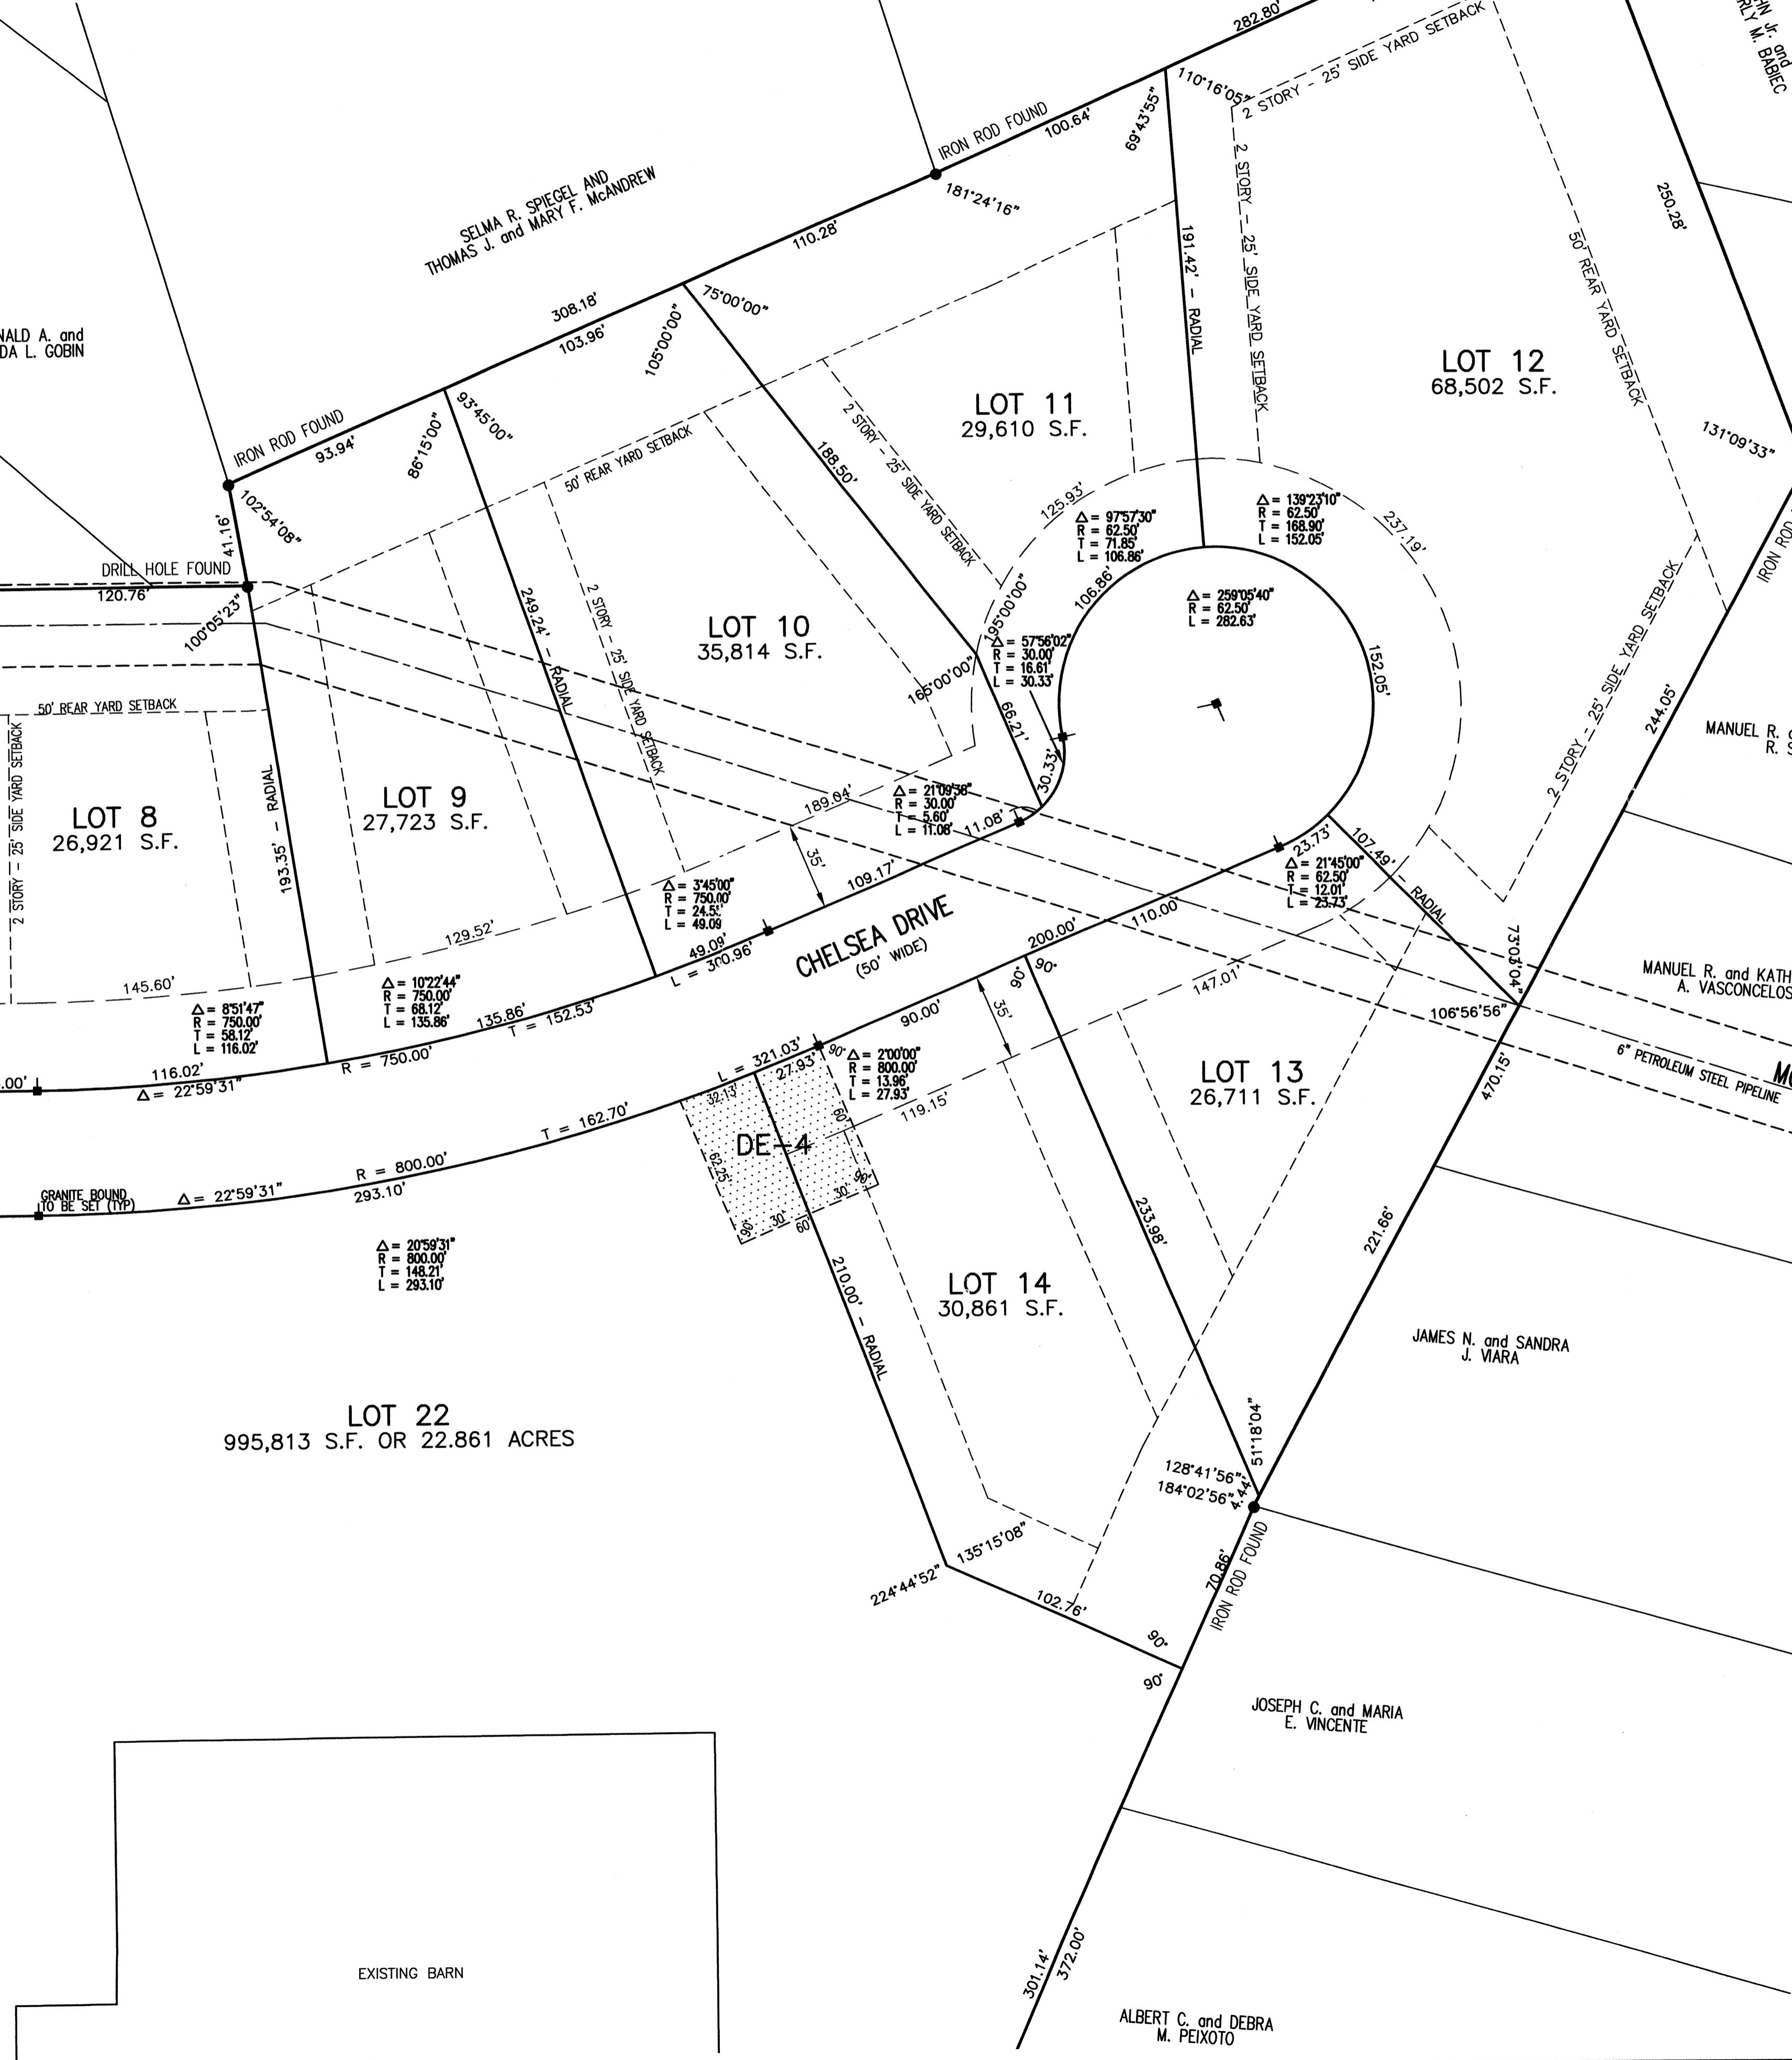 282.80'
HN Jr. and
RLY M. BABIEC
110°16'05"
2 STORY - 25' SIDE YARD SETBACK
69°43'55"
100.64'
IRON ROD FOUND
181°24'16"
SELMA R. SPIEGEL AND
THOMAS J. and MARY F. McANDREW
110.28'
250.28'
191.42' - RADIAL
2 STORY - 25' SIDE YARD SETBACK
50' REAR YARD SETBACK
75°00'00"
308.18'
103.96'
105°00'00"
NALD A. and
DA L. GOBIN
LOT 12
68,502 S.F.
LOT 11
29,610 S.F.
93°45'00"
86°15'00"
IRON ROD FOUND
93.94'
50' REAR YARD SETBACK
188.50'
2 STORY - 25' SIDE YARD SETBACK
131°09'33"
102°54'08"
41.16'
125.93'
Δ = 97°57'30"
R = 62.50'
T = 71.85'
L = 106.86'
Δ = 139°23'10"
R = 62.50'
T = 168.90'
L = 152.05'
237.19'
IRON ROD
DRILL HOLE FOUND
120.76'
100°05'23"
106.86'
Δ = 259°05'40"
R = 62.50'
L = 282.63'
195°00'00"
249.24' - RADIAL
2 STORY - 25' SIDE YARD SETBACK
LOT 10
35,814 S.F.
Δ = 57°56'02"
R = 30.00'
T = 16.61'
L = 30.33'
165°00'00"
152.05'
2 STORY - 25' SIDE YARD SETBACK
244.05'
66.21'
30.33'
50' REAR YARD SETBACK
2 STORY - 25' SIDE YARD SETBACK
MANUEL R.
R. S
LOT 8
26,921 S.F.
193.35' - RADIAL
LOT 9
27,723 S.F.
189.04'
Δ = 21°09'38"
R = 30.00'
T = 5.60'
L = 11.08'
11.08'
35'
109.17'
23.73'
107.49' - RADIAL
Δ = 21°45'00"
R = 62.50'
T = 12.01'
L = 23.73'
Δ = 3°45'00"
R = 750.00'
L = 49.09
129.52'
49.09'
L = 300.96'
CHELSEA DRIVE
(50' WIDE)
200.00'
110.00'
73°03'04"
145.60'
Δ = 10°22'44"
R = 750.00'
T = 68.12'
L = 135.86'
Δ = 8°51'47"
R = 750.00'
T = 58.12'
L = 116.02'
135.86'
T = 152.53'
R = 750.00'
90°
90°
147.01'
MANUEL R. and KATH
A. VASCONCELOS
106°56'56"
35'
90.00'
.00'
116.02'
Δ = 22°59'31"
L = 321.03'
27.93'
90°
Δ = 2°00'00"
R = 800.00'
T = 13.96'
L = 27.93'
6" PETROLEUM STEEL PIPELINE
LOT 13
26,711 S.F.
470.15'
32.13'
60'
119.15'
DE-4
T = 162.70'
R = 800.00'
62.25'
GRANITE BOUND
TO BE SET (TYP)
Δ = 22°59'31"
293.10'
90°
30'
60'
30'
90°
Δ = 20°59'31"
R = 800.00'
T = 148.21'
L = 293.10'
233.98'
221.66'
LOT 14
30,861 S.F.
210.00' - RADIAL
JAMES N. and SANDRA
J. VIARA
LOT 22
995,813 S.F. OR 22.861 ACRES
51°18'04"
128°41'56"
184°02'56"
4.44'
135°15'08"
224°44'52"
70.86'
IRON ROD FOUND
102.76'
90°
90°
JOSEPH C. and MARIA
E. VINCENTE
EXISTING BARN
301.14'
372.00'
ALBERT C. and DEBRA
M. PEIXOTO